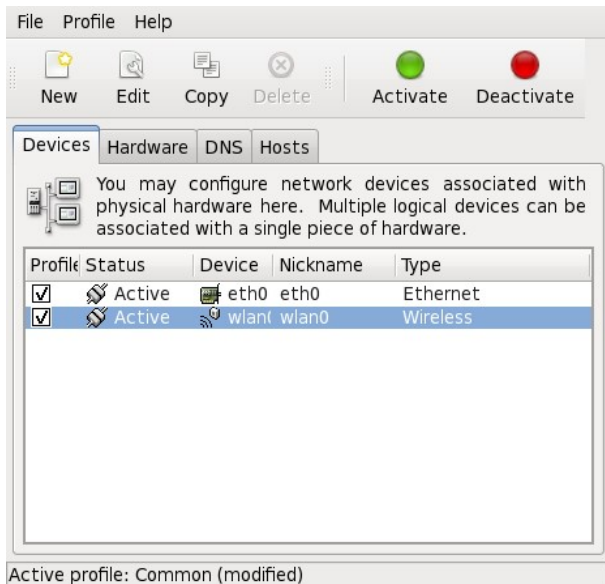 File Profile Help
New Edit Copy Delete Activate Deactivate
Devices Hardware DNS Hosts
You may configure network devices associated with
physical hardware here. Multiple logical devices can be
associated with a single piece of hardware.
Profile Status Device Nickname Type
Active eth0 eth0 Ethernet
Active wlan( wlan0 Wireless
Active profile: Common (modified)